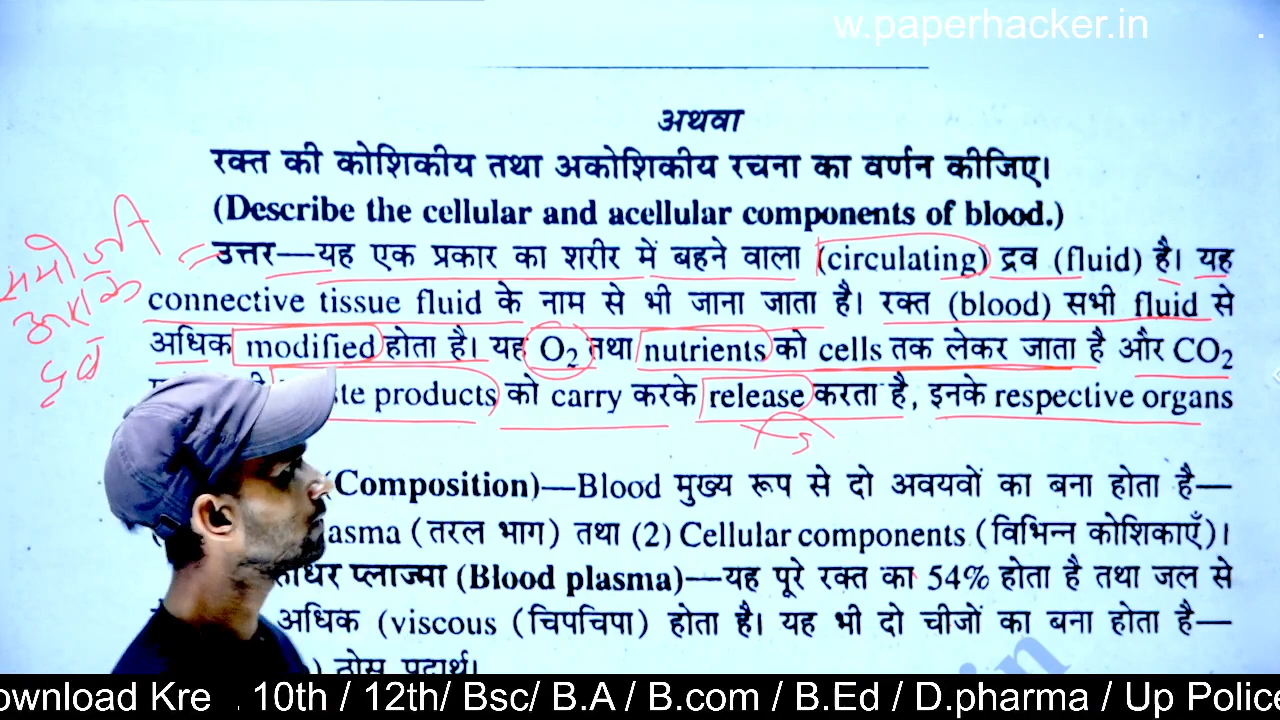 w.paperhacker.in .
अथवा
रक्त की कोशिकीय तथा अकोशिकीय रचना का वर्णन कीजिए।
(Describe the cellular and acellular components of blood.)
उत्तर—यह एक प्रकार का शरीर में बहने वाला (circulating) द्रव (fluid) है। यह
connective tissue fluid के नाम से भी जाना जाता है। रक्त (blood) सभी fluid से
अधिक modified होता है। यह O₂ तथा nutrients को cells तक लेकर जाता है और CO₂
te products को carry करके release करता है, इनके respective organs
(Composition)—Blood मुख्य रूप से दो अवयवों का बना होता है—
asma (तरल भाग) तथा (2) Cellular components (विभिन्न कोशिकाएँ)।
प्लाज्मा (Blood plasma)—यह पूरे रक्त का 54% होता है तथा जल से
अधिक (viscous (चिपचिपा) होता है। यह भी दो चीजों का बना होता है—
) ठोस पदार्थ।
ownload Kre . 10th / 12th/ Bsc/ B.A / B.com / B.Ed / D.pharma / Up Police